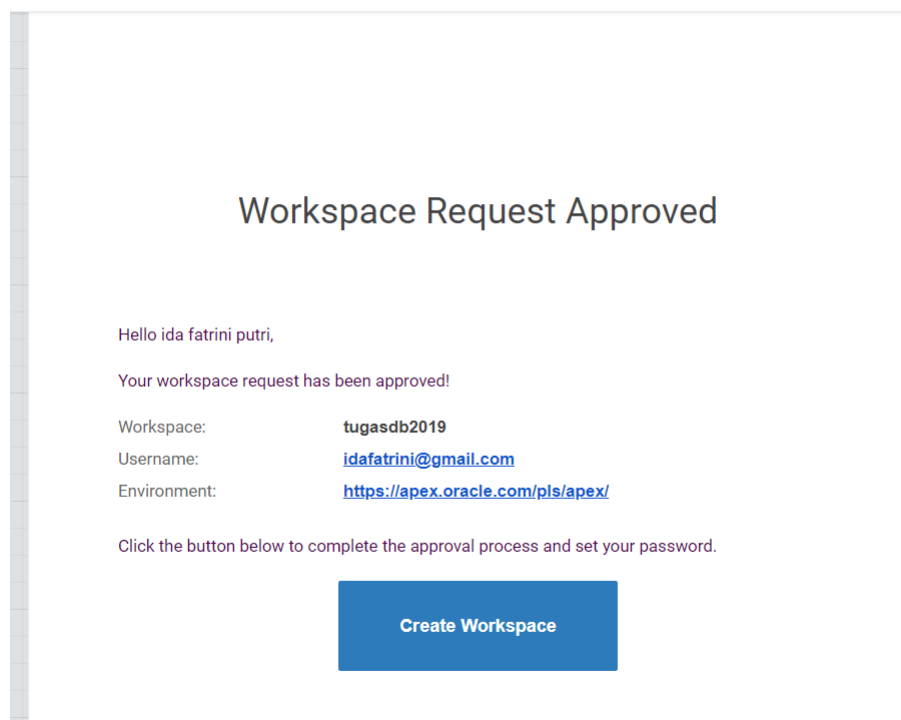 Workspace Request Approved
Hello ida fatrini putri,
Your workspace request has been approved!
Workspace: tugasdb2019
Username: idafatrini@gmail.com
Environment: https://apex.oracle.com/pls/apex/
Click the button below to complete the approval process and set your password.
Create Workspace